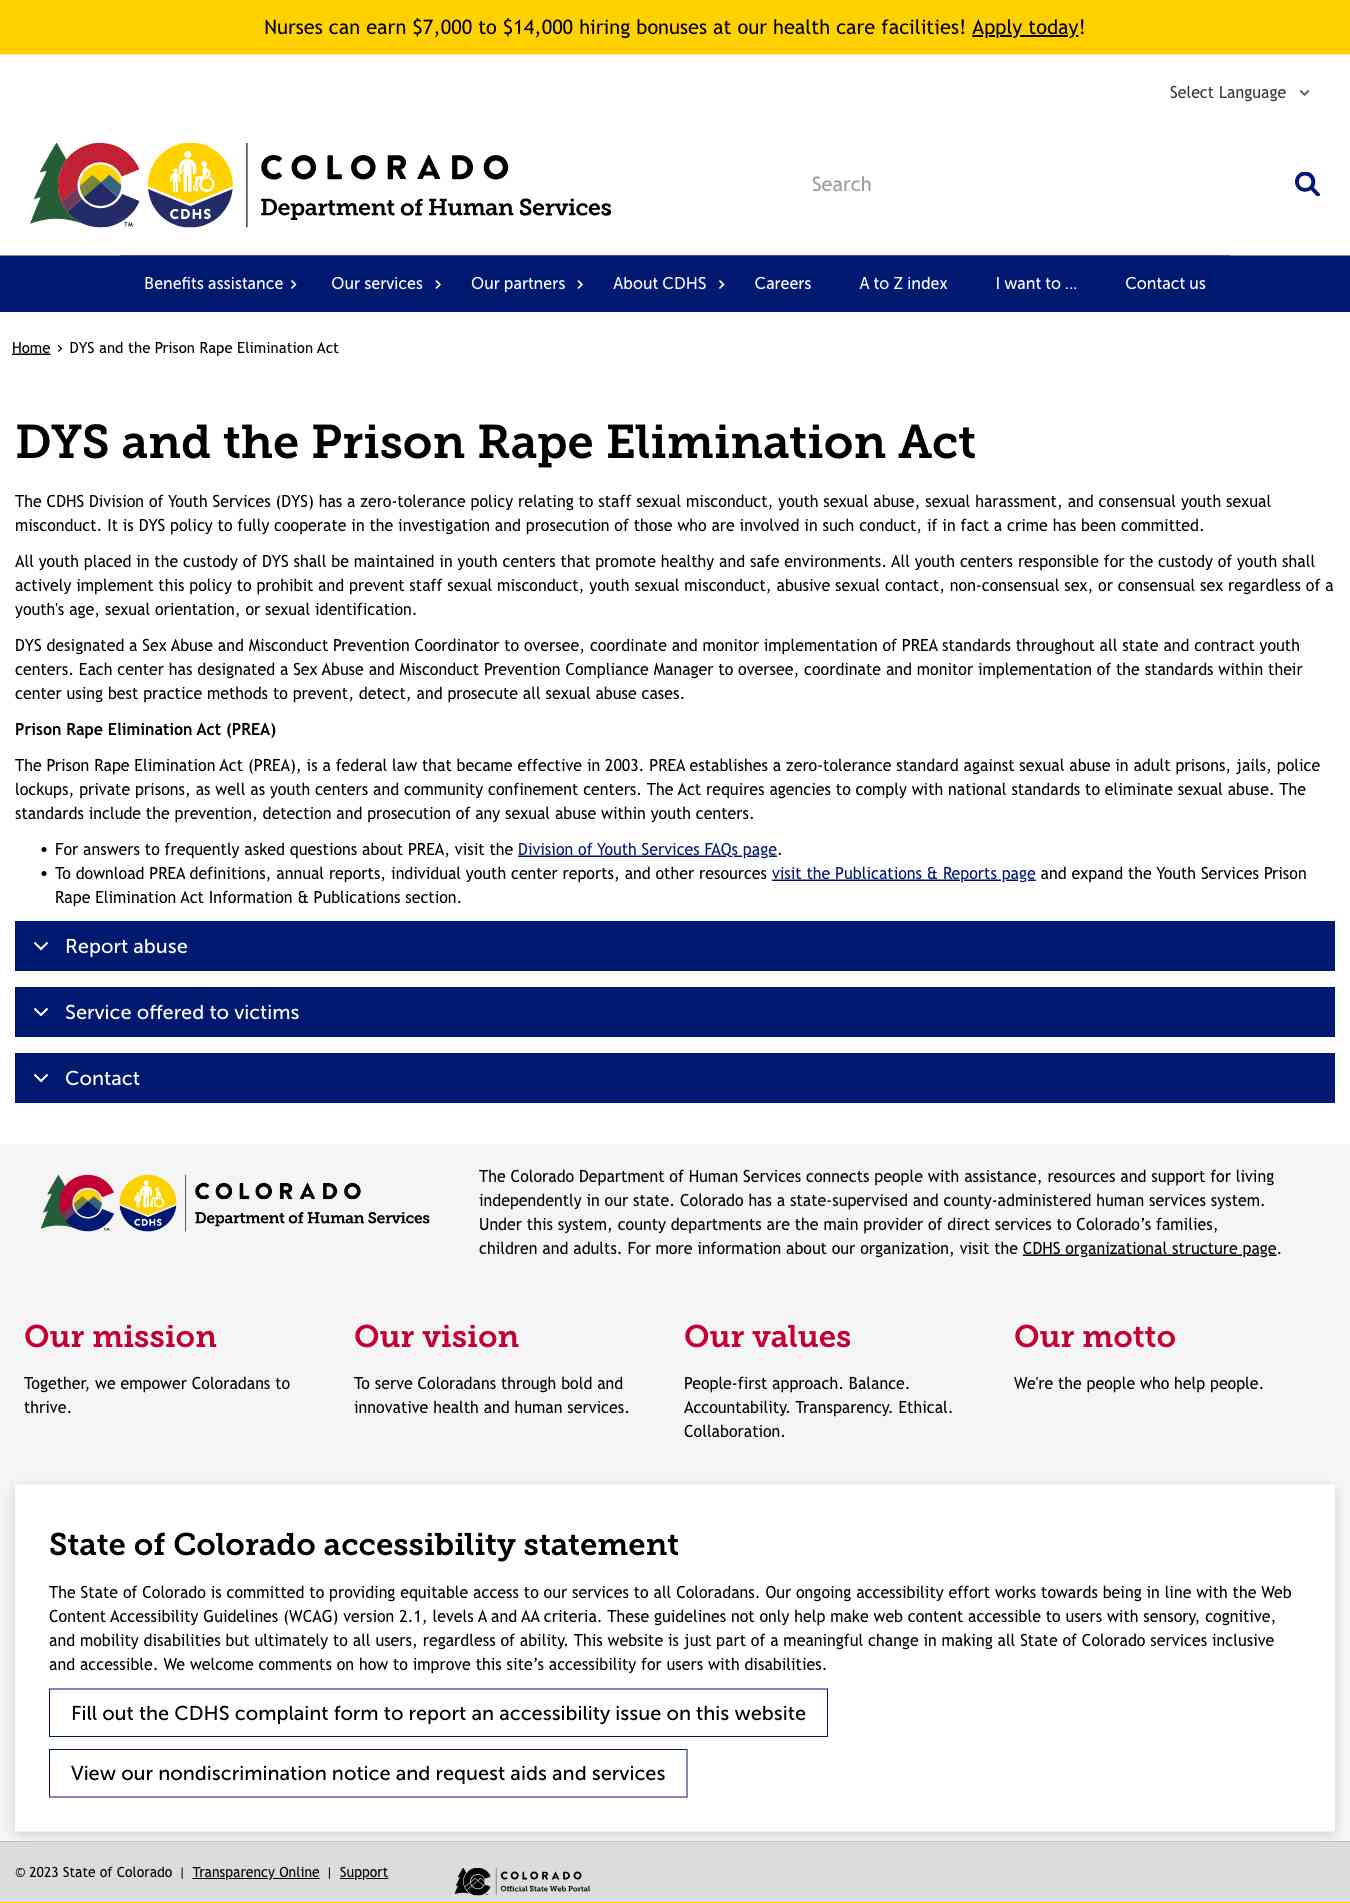 Nurses can earn $7,000 to $14,000 hiring bonuses at our health care facilities! Apply today!
Select Language
COLORADO
Department of Human Services
CDHS
TM
Search
Benefits assistance
Our services
Our partners
About CDHS
Careers
A to Z index
I want to ...
Contact us
Home › DYS and the Prison Rape Elimination Act
DYS and the Prison Rape Elimination Act
The CDHS Division of Youth Services (DYS) has a zero-tolerance policy relating to staff sexual misconduct, youth sexual abuse, sexual harassment, and consensual youth sexual
misconduct. It is DYS policy to fully cooperate in the investigation and prosecution of those who are involved in such conduct, if in fact a crime has been committed.
All youth placed in the custody of DYS shall be maintained in youth centers that promote healthy and safe environments. All youth centers responsible for the custody of youth shall
actively implement this policy to prohibit and prevent staff sexual misconduct, youth sexual misconduct, abusive sexual contact, non-consensual sex, or consensual sex regardless of a
youth's age, sexual orientation, or sexual identification.
DYS designated a Sex Abuse and Misconduct Prevention Coordinator to oversee, coordinate and monitor implementation of PREA standards throughout all state and contract youth
centers. Each center has designated a Sex Abuse and Misconduct Prevention Compliance Manager to oversee, coordinate and monitor implementation of the standards within their
center using best practice methods to prevent, detect, and prosecute all sexual abuse cases.
Prison Rape Elimination Act (PREA)
The Prison Rape Elimination Act (PREA), is a federal law that became effective in 2003. PREA establishes a zero-tolerance standard against sexual abuse in adult prisons, jails, police
lockups, private prisons, as well as youth centers and community confinement centers. The Act requires agencies to comply with national standards to eliminate sexual abuse. The
standards include the prevention, detection and prosecution of any sexual abuse within youth centers.
• For answers to frequently asked questions about PREA, visit the Division of Youth Services FAQs page.
• To download PREA definitions, annual reports, individual youth center reports, and other resources visit the Publications & Reports page and expand the Youth Services Prison
Rape Elimination Act Information & Publications section.
Report abuse
Service offered to victims
Contact
COLORADO
Department of Human Services
CDHS
The Colorado Department of Human Services connects people with assistance, resources and support for living
independently in our state. Colorado has a state-supervised and county-administered human services system.
Under this system, county departments are the main provider of direct services to Colorado’s families,
children and adults. For more information about our organization, visit the CDHS organizational structure page.
Our mission
Together, we empower Coloradans to
thrive.
Our vision
To serve Coloradans through bold and
innovative health and human services.
Our values
People-first approach. Balance.
Accountability. Transparency. Ethical.
Collaboration.
Our motto
We're the people who help people.
State of Colorado accessibility statement
The State of Colorado is committed to providing equitable access to our services to all Coloradans. Our ongoing accessibility effort works towards being in line with the Web
Content Accessibility Guidelines (WCAG) version 2.1, levels A and AA criteria. These guidelines not only help make web content accessible to users with sensory, cognitive,
and mobility disabilities but ultimately to all users, regardless of ability. This website is just part of a meaningful change in making all State of Colorado services inclusive
and accessible. We welcome comments on how to improve this site’s accessibility for users with disabilities.
Fill out the CDHS complaint form to report an accessibility issue on this website
View our nondiscrimination notice and request aids and services
© 2023 State of Colorado | Transparency Online | Support
COLORADO
Official State Web Portal